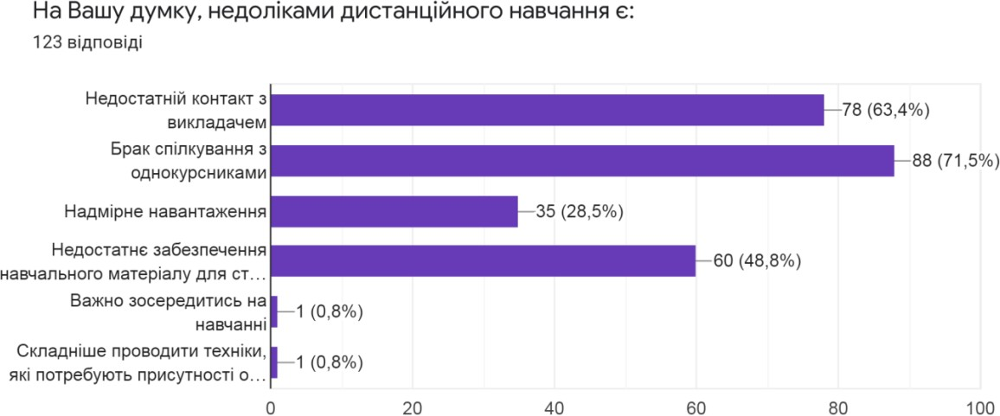 На Вашу думку, недоліками дистанційного навчання є:
123 відповіді
Недостатній контакт з
викладачем
78 (63,4%)
Брак спілкування з
однокурсниками
88 (71,5%)
Надмірне навантаження
35 (28,5%)
Недостатнє забезпечення
навчального матеріалу для ст…
60 (48,8%)
Важно зосередитись на
навчанні
1 (0,8%)
Складніше проводити техніки,
які потребують присутності о…
1 (0,8%)
0 20 40 60 80 100